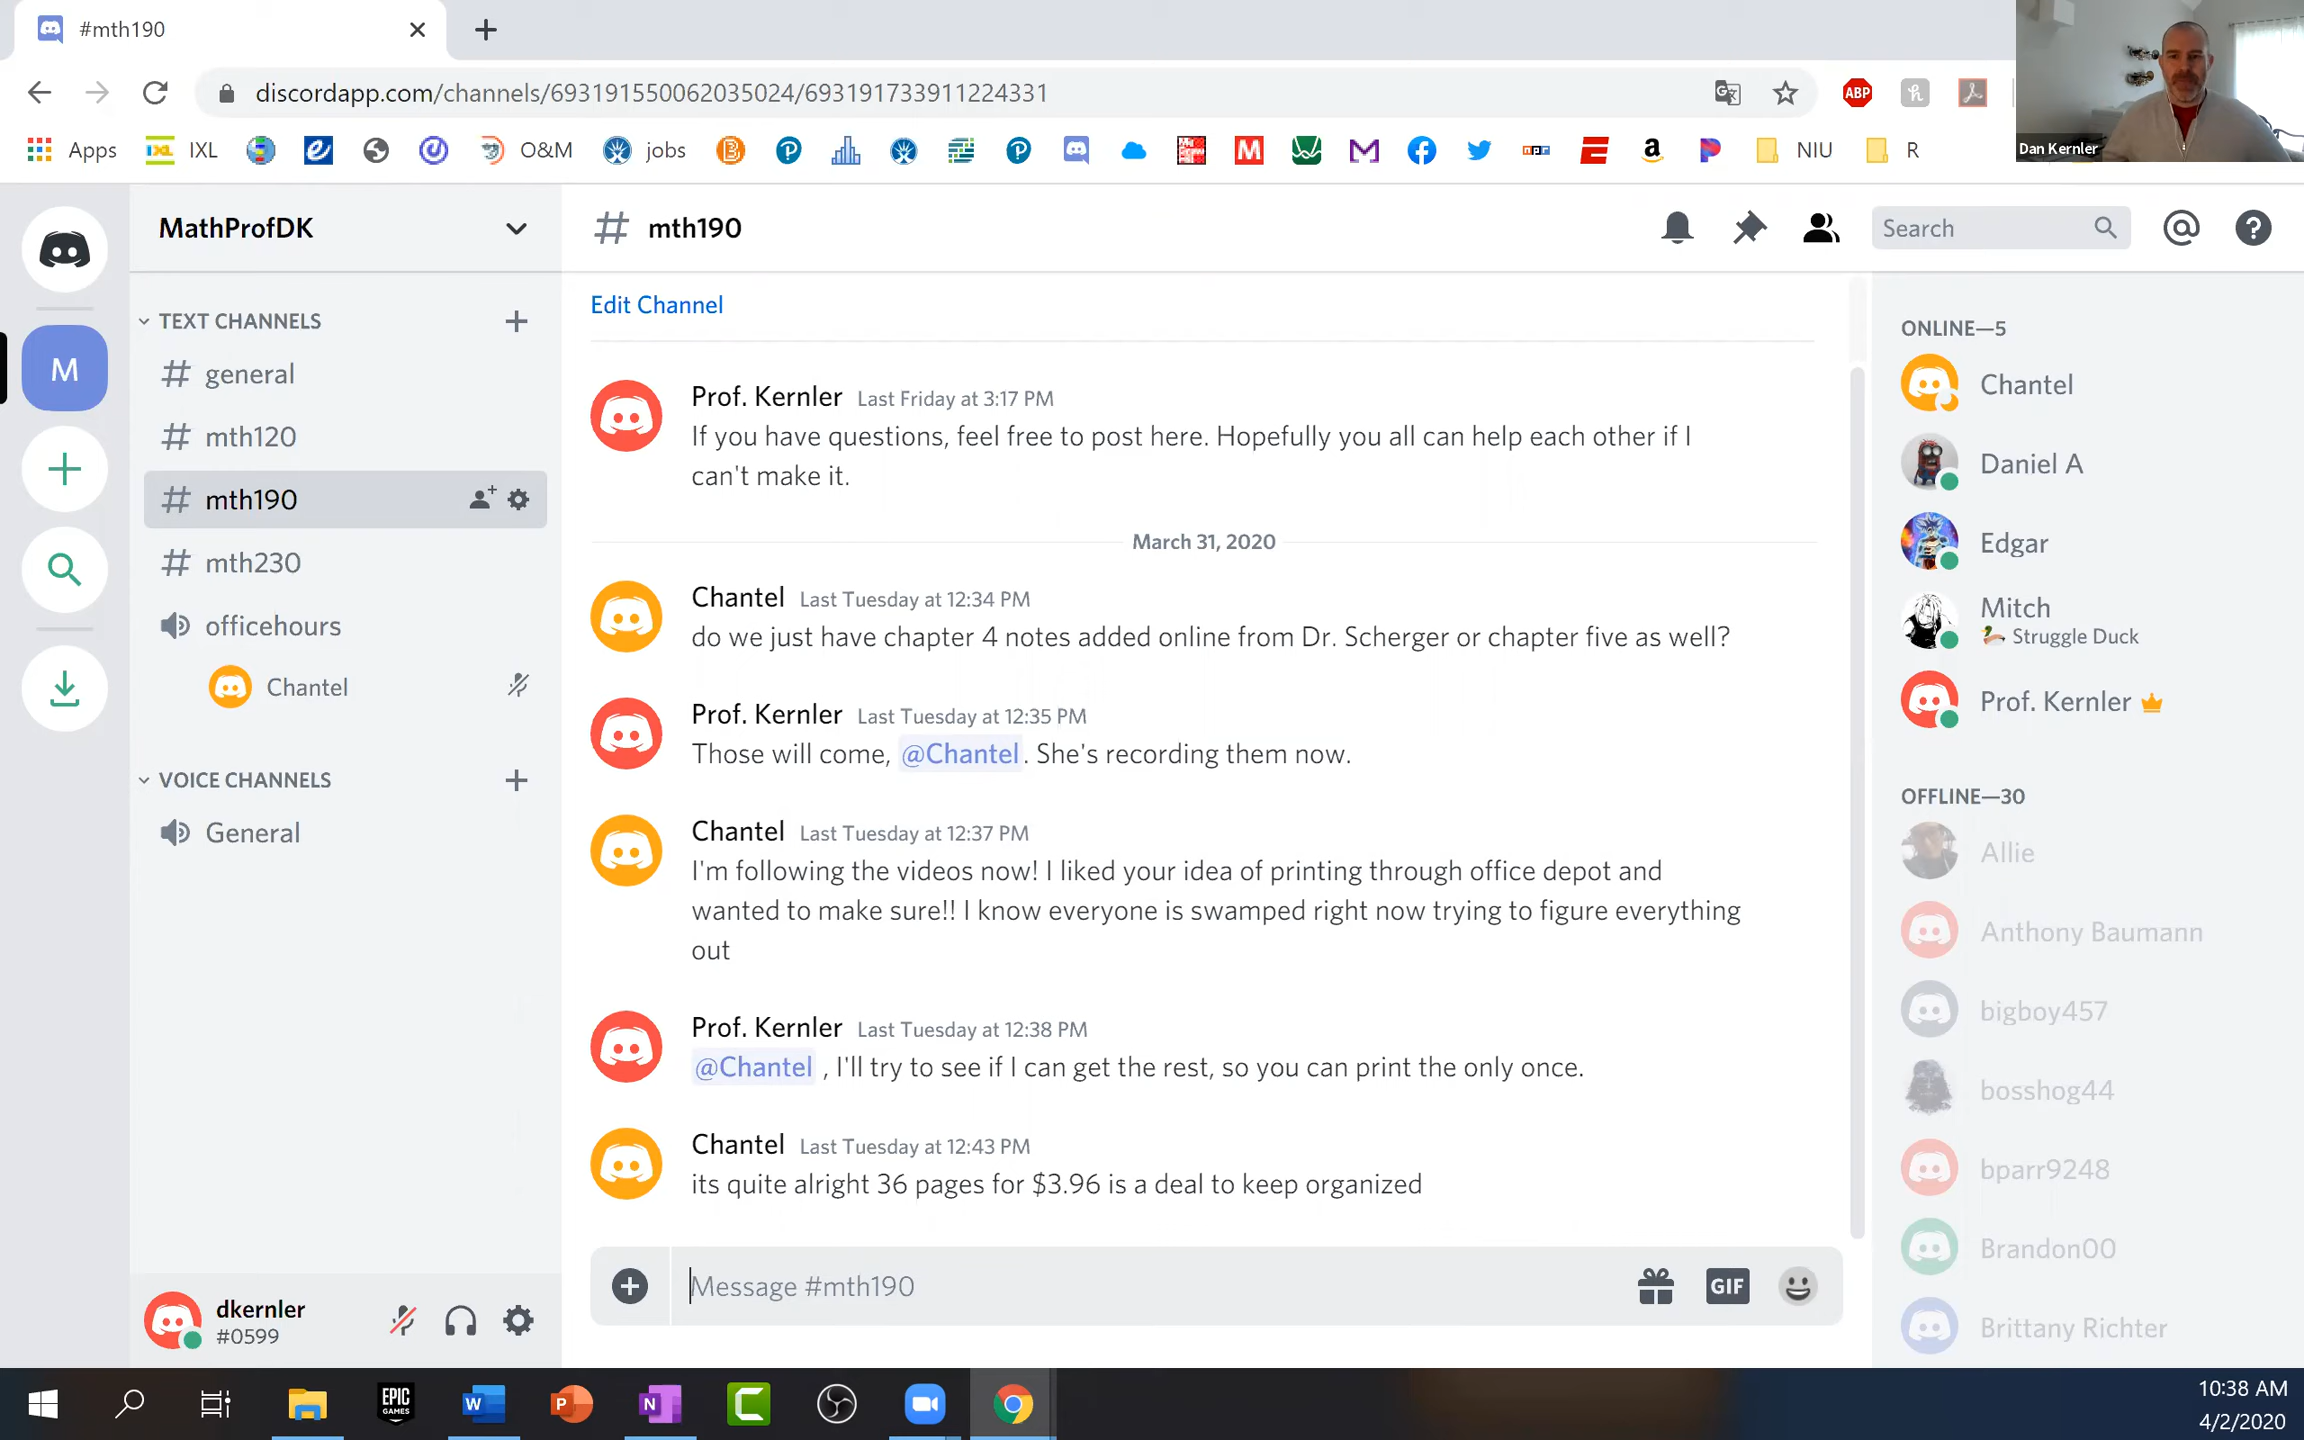 #mth190
discordapp.com/channels/693191550062035024/693191733911224331
ABP
Dan Kernler
Apps
IXL
IXL
O&M
jobs
NIU
R
MathProfDK
# mth190
Search
M
TEXT CHANNELS
# general
# mth120
# mth190
# mth230
officehours
Chantel
VOICE CHANNELS
General
dkernler
#0599
Edit Channel
Prof. Kernler Last Friday at 3:17 PM
If you have questions, feel free to post here. Hopefully you all can help each other if I
can't make it.
March 31, 2020
Chantel Last Tuesday at 12:34 PM
do we just have chapter 4 notes added online from Dr. Scherger or chapter five as well?
Prof. Kernler Last Tuesday at 12:35 PM
Those will come, @Chantel. She's recording them now.
Chantel Last Tuesday at 12:37 PM
I'm following the videos now! I liked your idea of printing through office depot and
wanted to make sure!! I know everyone is swamped right now trying to figure everything
out
Prof. Kernler Last Tuesday at 12:38 PM
@Chantel , I'll try to see if I can get the rest, so you can print the only once.
Chantel Last Tuesday at 12:43 PM
its quite alright 36 pages for $3.96 is a deal to keep organized
Message #mth190
GIF
ONLINE—5
Chantel
Daniel A
Edgar
Mitch
Struggle Duck
Prof. Kernler
OFFLINE—30
Allie
Anthony Baumann
bigboy457
bosshog44
bparr9248
Brandon00
Brittany Richter
EPIC
GAMES
10:38 AM
4/2/2020